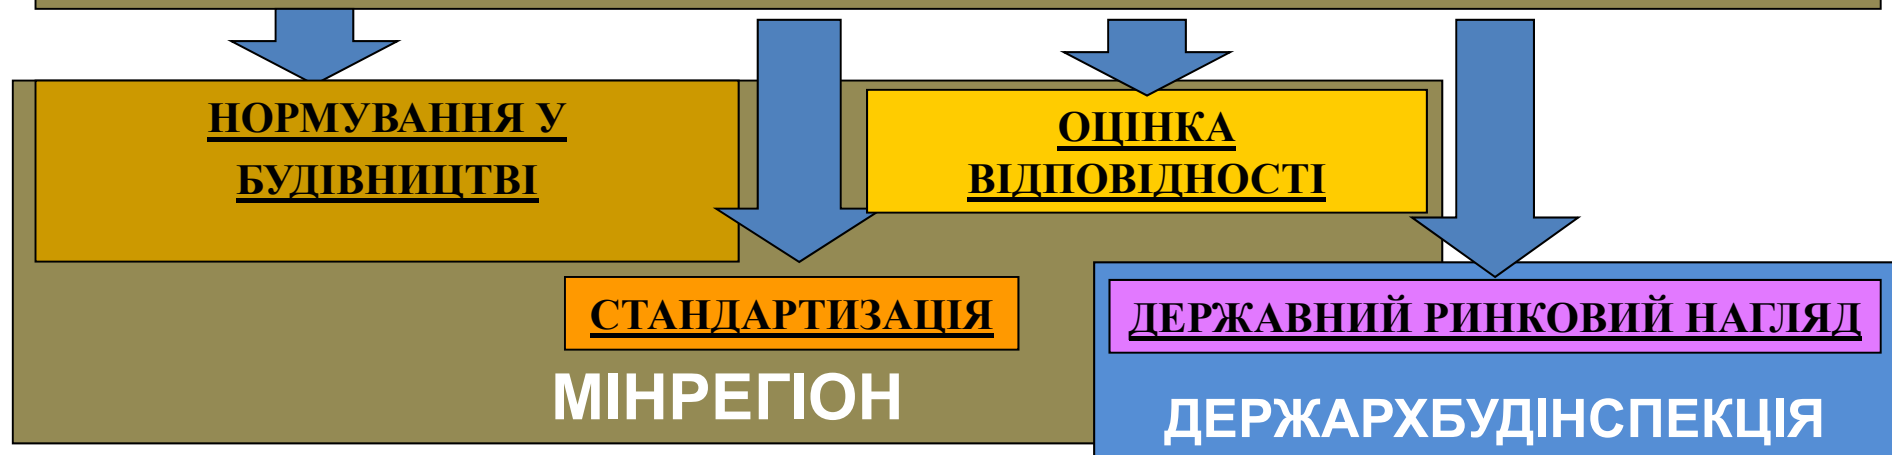 НОРМУВАННЯ У
БУДІВНИЦТВІ
ОЦІНКА
ВІДПОВІДНОСТІ
СТАНДАРТИЗАЦІЯ
ДЕРЖАВНИЙ РИНКОВИЙ НАГЛЯД
МІНРЕГІОН
ДЕРЖАРХБУДІНСПЕКЦІЯ